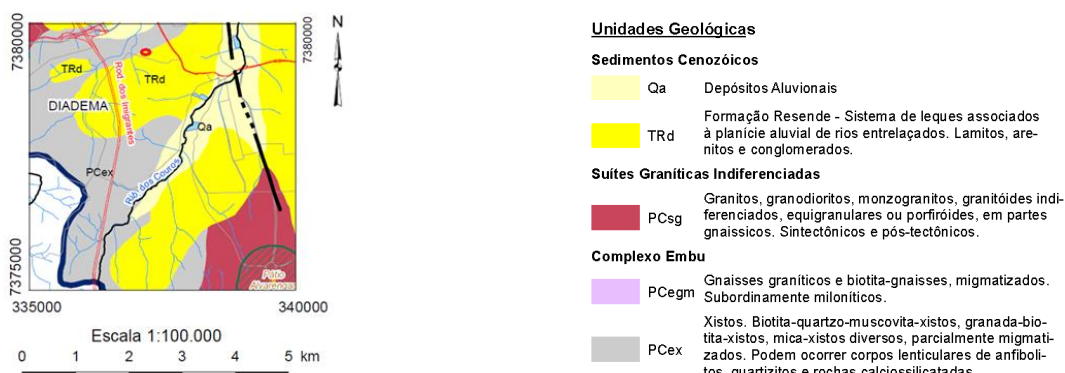 7380000
7380000
N
TRd
TRd
Rod. dos Imigrantes
DIADEMA
Qa
PCex
Rib. dos Couros
7375000
Alvarenga
335000
340000
Escala 1:100.000
0 1 2 3 4 5 km
Unidades Geológicas
Sedimentos Cenozóicos
Qa Depósitos Aluvionais
TRd
Formação Resende - Sistema de leques associados
à planície aluvial de rios entrelaçados. Lamitos, are-
nitos e conglomerados.
Suítes Graníticas Indiferenciadas
PCsg
Granitos, granodioritos, monzogranitos, granitóides indi-
ferenciados, equigranulares ou porfiróides, em partes
gnaissicos. Sintectônicos e pós-tectônicos.
Complexo Embu
PCegm
Gnaisses graníticos e biotita-gnaisses, migmatizados.
Subordinamente miloníticos.
PCex
Xistos. Biotita-quartzo-muscovita-xistos, granada-bio-
tita-xistos, mica-xistos diversos, parcialmente migmati-
zados. Podem ocorrer corpos lenticulares de anfiboli-
tos, quartizitos e rochas calciossilicatadas